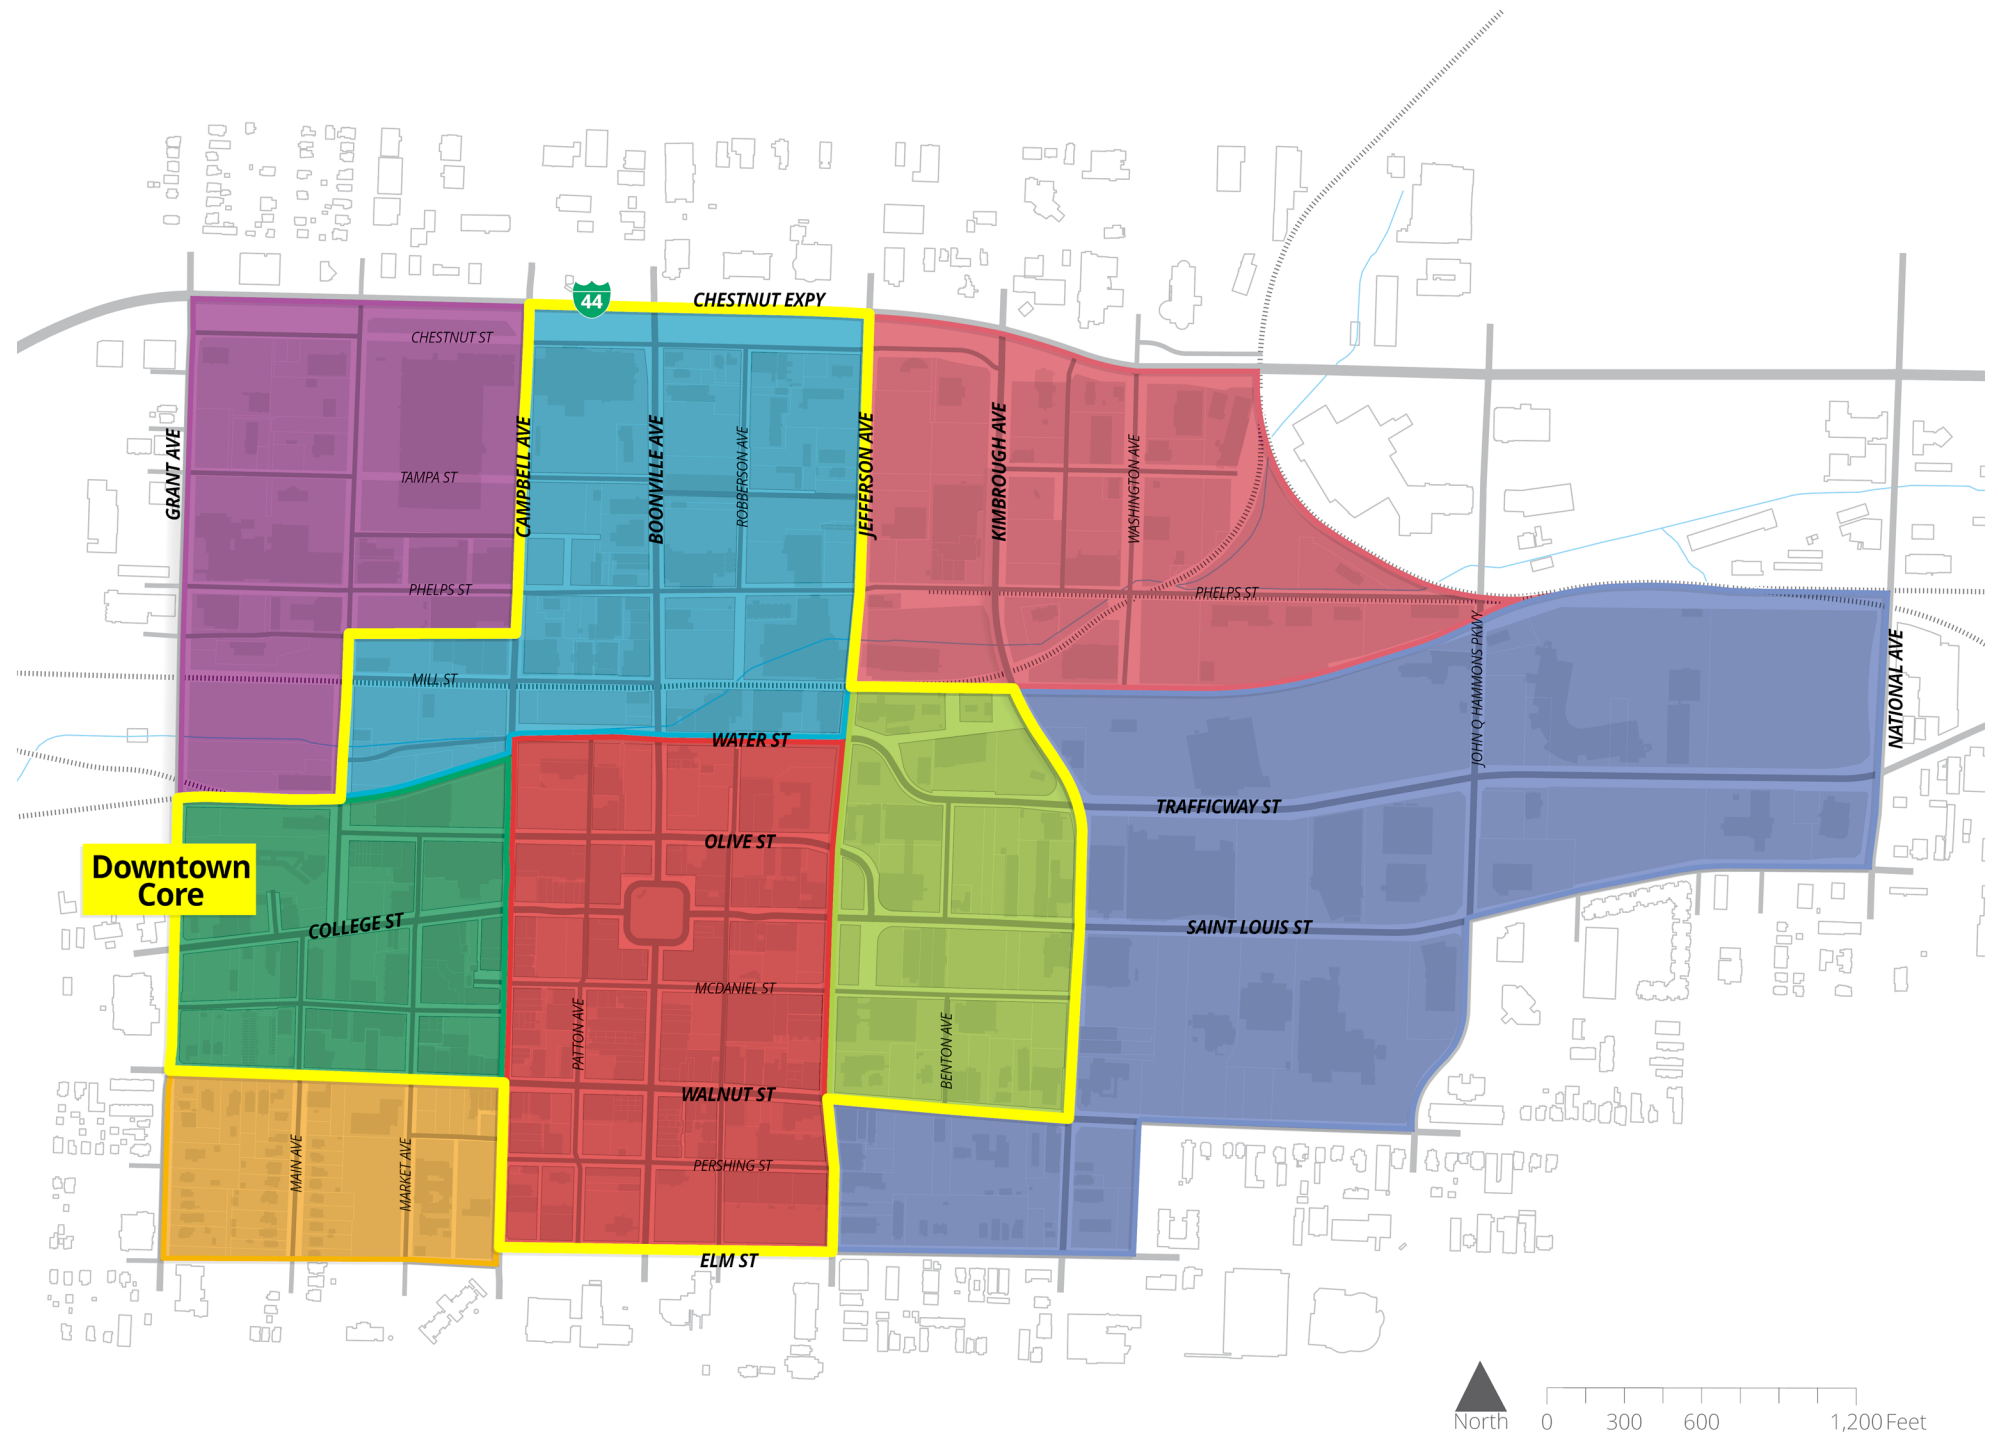 44
CHESTNUT EXPY
CHESTNUT ST
GRANT AVE
CAMPBELL AVE
BOONVILLE AVE
ROBBERSON AVE
JEFFERSON AVE
KIMBROUGH AVE
WASHINGTON AVE
TAMPA ST
PHELPS ST
PHELPS ST
JOHN Q HAMMONS PKWY
NATIONAL AVE
MILL ST
WATER ST
TRAFFICWAY ST
OLIVE ST
Downtown
Core
COLLEGE ST
SAINT LOUIS ST
MCDANIEL ST
PATTON AVE
BENTON AVE
WALNUT ST
MAIN AVE
MARKET AVE
PERSHING ST
ELM ST
North
0 300 600 1,200 Feet